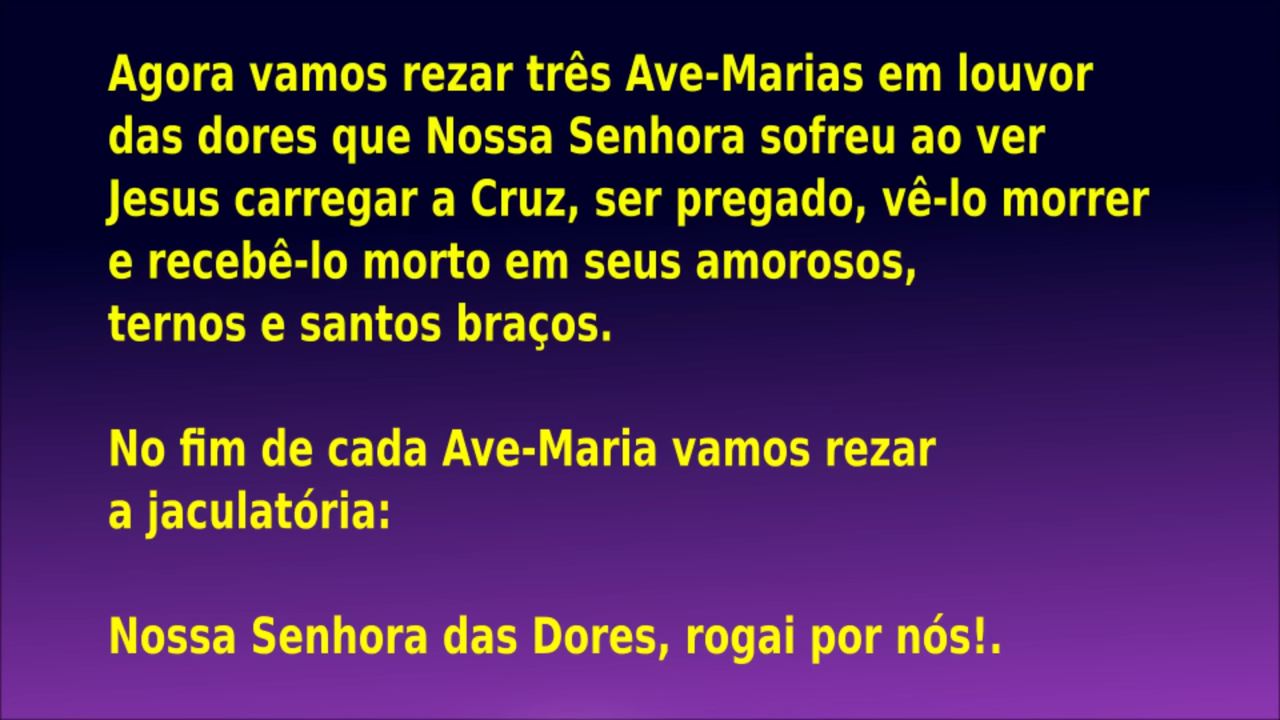 Agora vamos rezar três Ave-Marias em louvor
das dores que Nossa Senhora sofreu ao ver
Jesus carregar a Cruz, ser pregado, vê-lo morrer
e recebê-lo morto em seus amorosos,
ternos e santos braços.
No fim de cada Ave-Maria vamos rezar
a jaculatória:
Nossa Senhora das Dores, rogai por nós!.